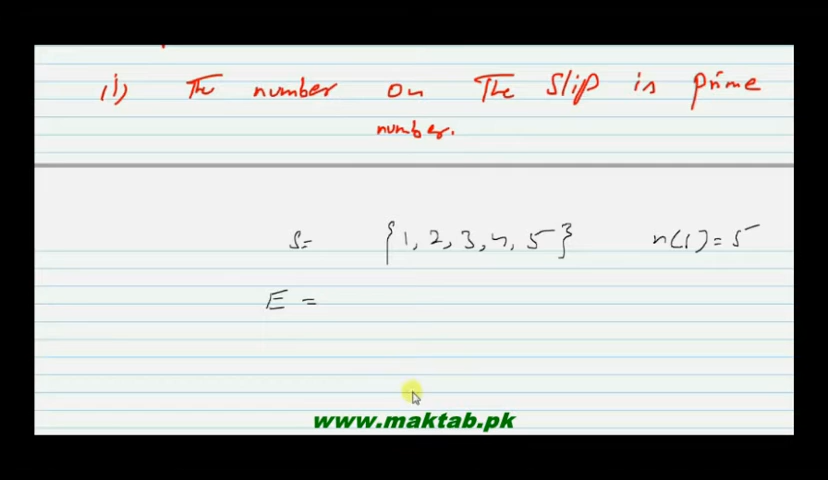 ii) The number on The Slip is prime
number.
S= {1, 2, 3, 4, 5} n(s)=5
E =
www.maktab.pk